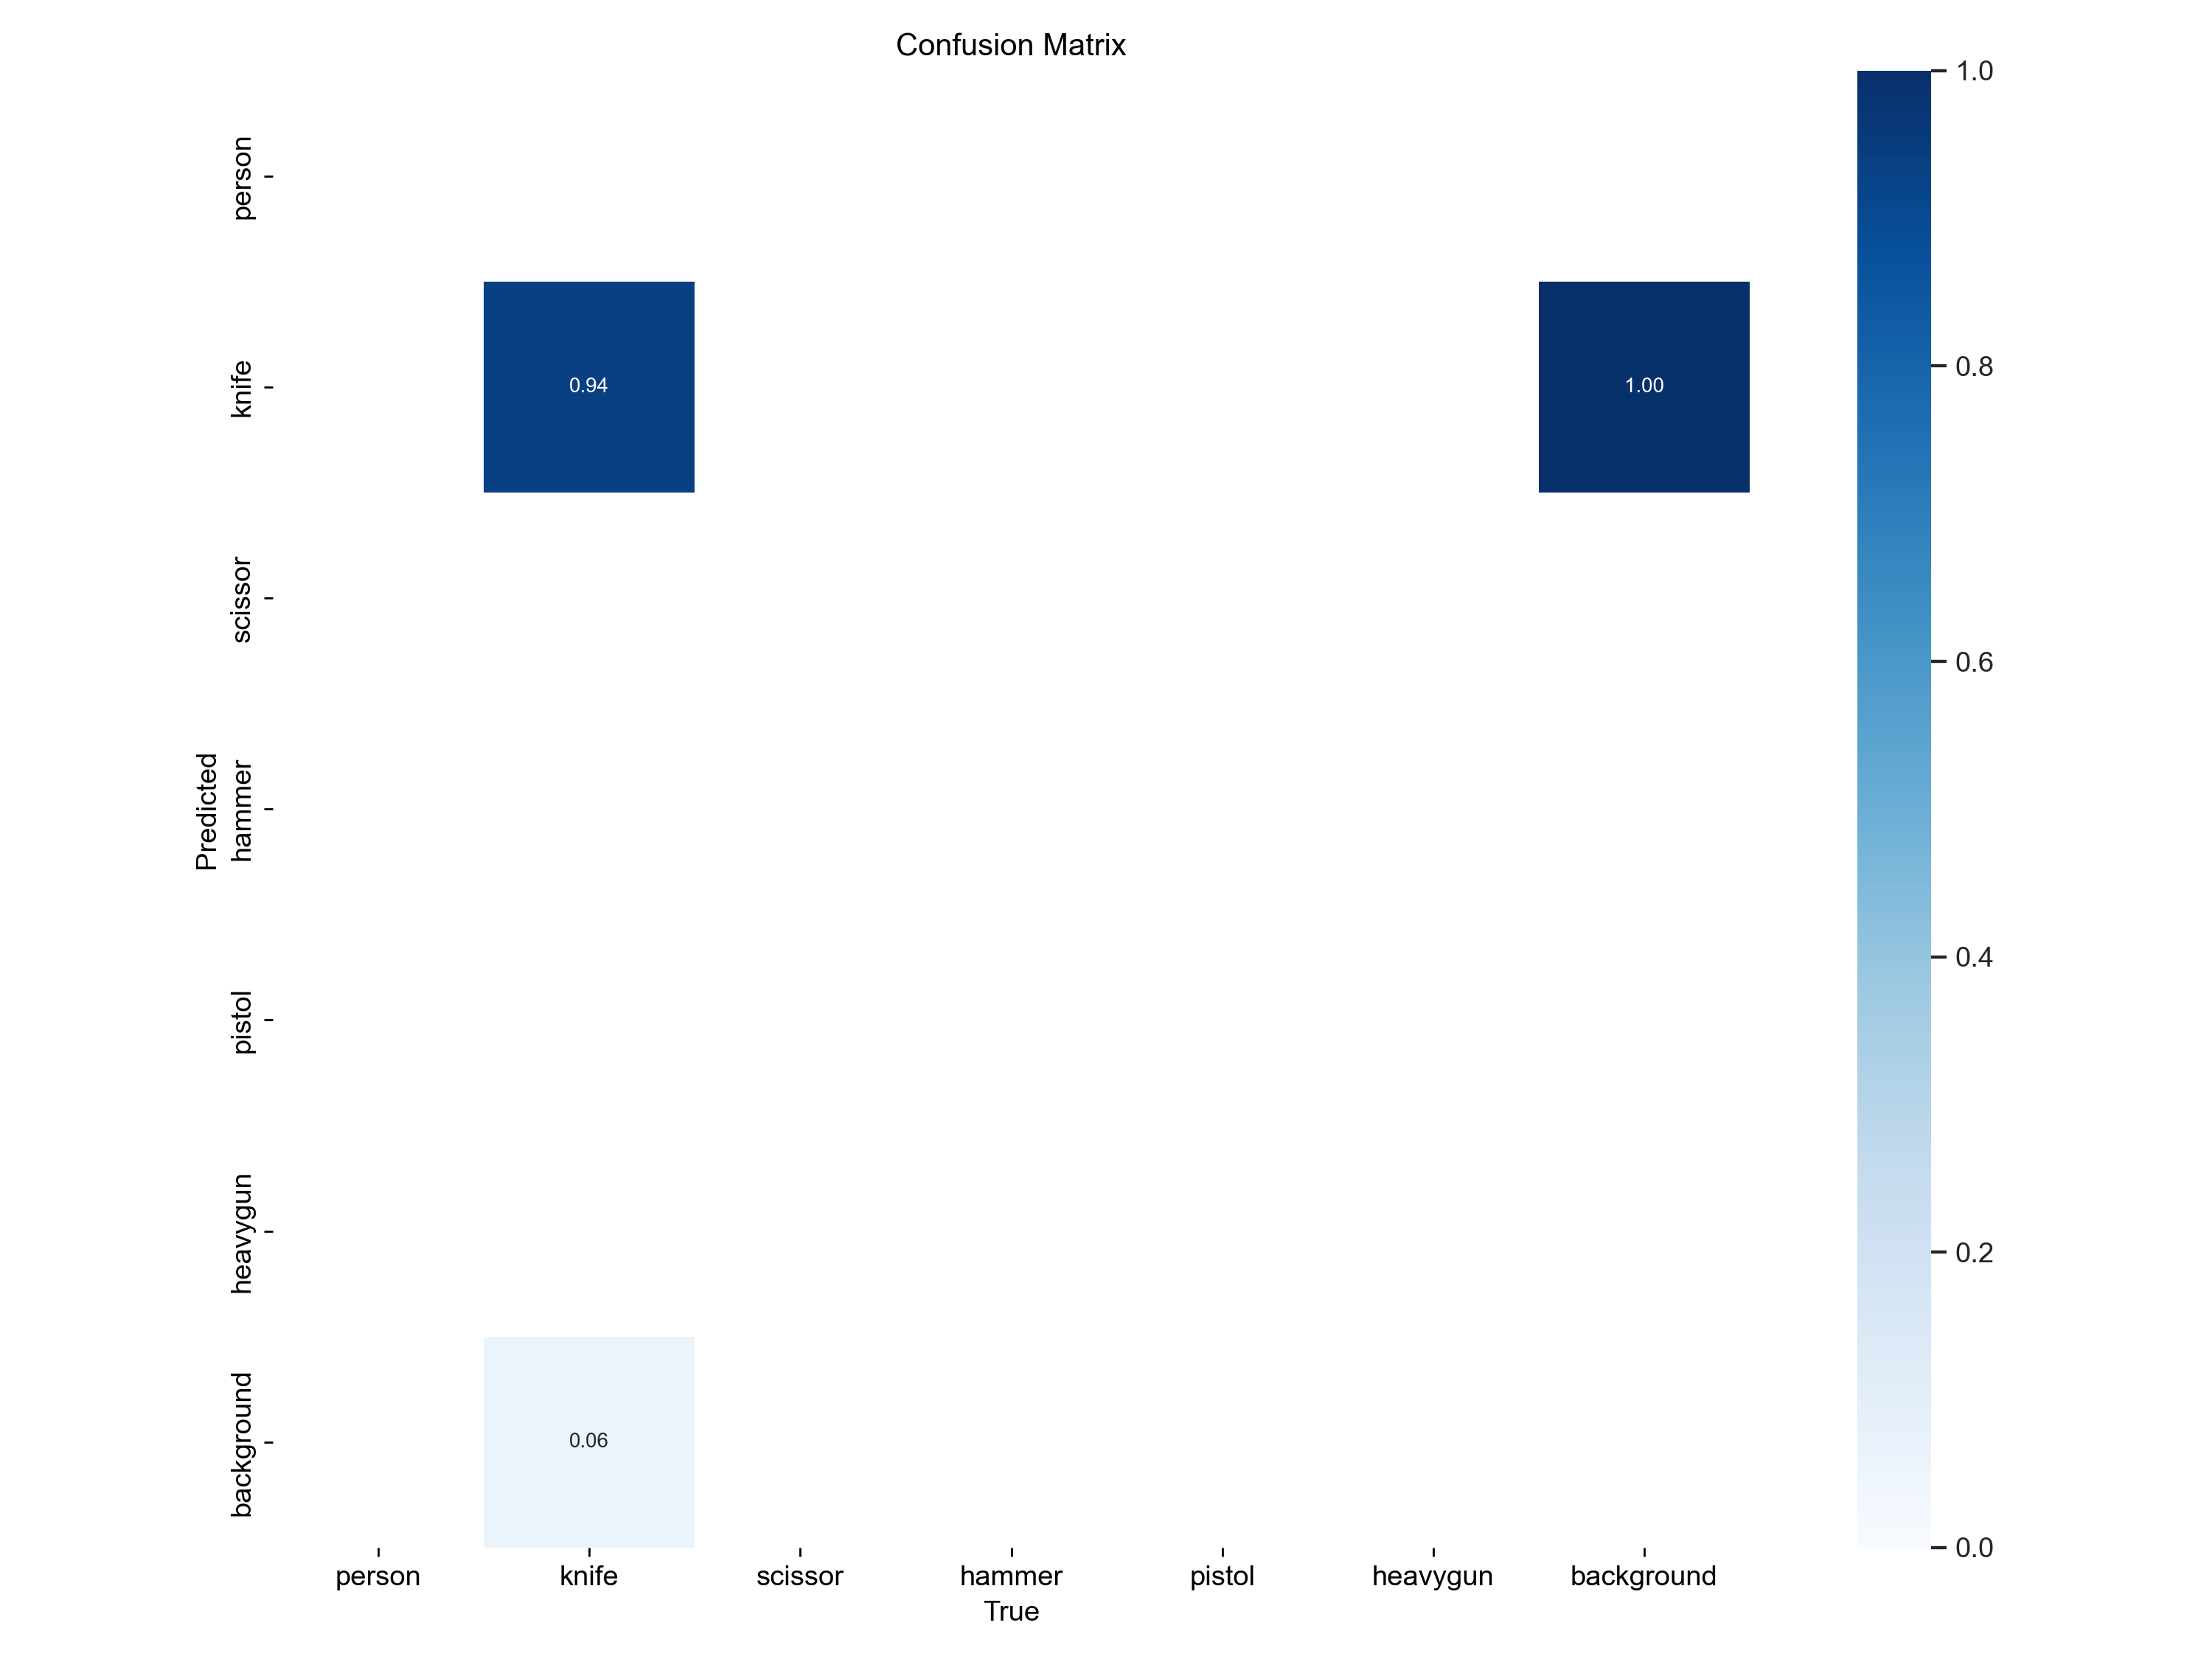 Confusion Matrix
person
knife
scissor
hammer
pistol
heavygun
background
Predicted
0.94
1.00
0.06
person knife scissor hammer pistol heavygun background
True
1.0
0.8
0.6
0.4
0.2
0.0